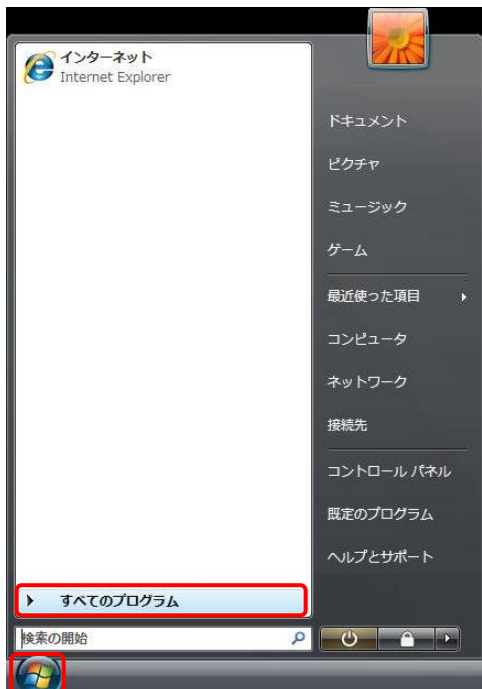 インターネット
Internet Explorer
ドキュメント
ピクチャ
ミュージック
ゲーム
最近使った項目
コンピュータ
ネットワーク
接続先
コントロール パネル
既定のプログラム
ヘルプとサポート
すべてのプログラム
検索の開始